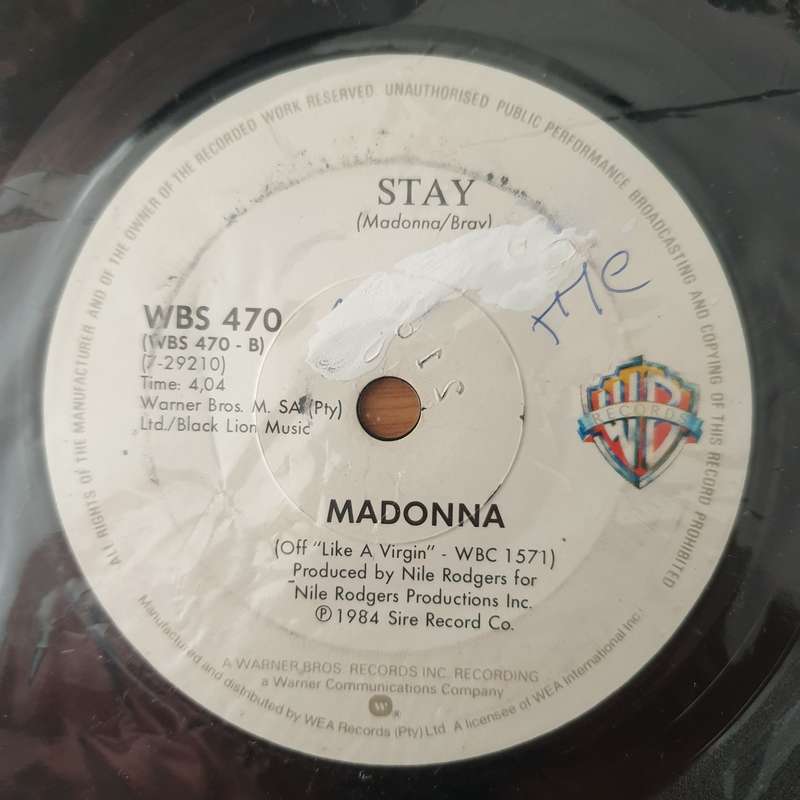 ALL RIGHTS OF THE MANUFACTURER AND OF THE OWNER OF THE RECORDED WORK RESERVED. UNAUTHORISED PUBLIC PERFORMANCE BROADCASTING AND COPYING OF THIS RECORD PROHIBITED
STAY
(Madonna/Bray)
THC
WBS 470
(WBS 470 - B)
(7-29210)
Time: 4,04
Warner Bros. M. SA (Pty)
Ltd./Black Lion Music
RECORDS
MADONNA
(Off "Like A Virgin" - WBC 1571)
Produced by Nile Rodgers for
Nile Rodgers Productions Inc.
℗ 1984 Sire Record Co.
A WARNER BROS. RECORDS INC. RECORDING
a Warner Communications Company
®
Manufactured and distributed by WEA Records (Pty) Ltd. A licensee of WEA International Inc.